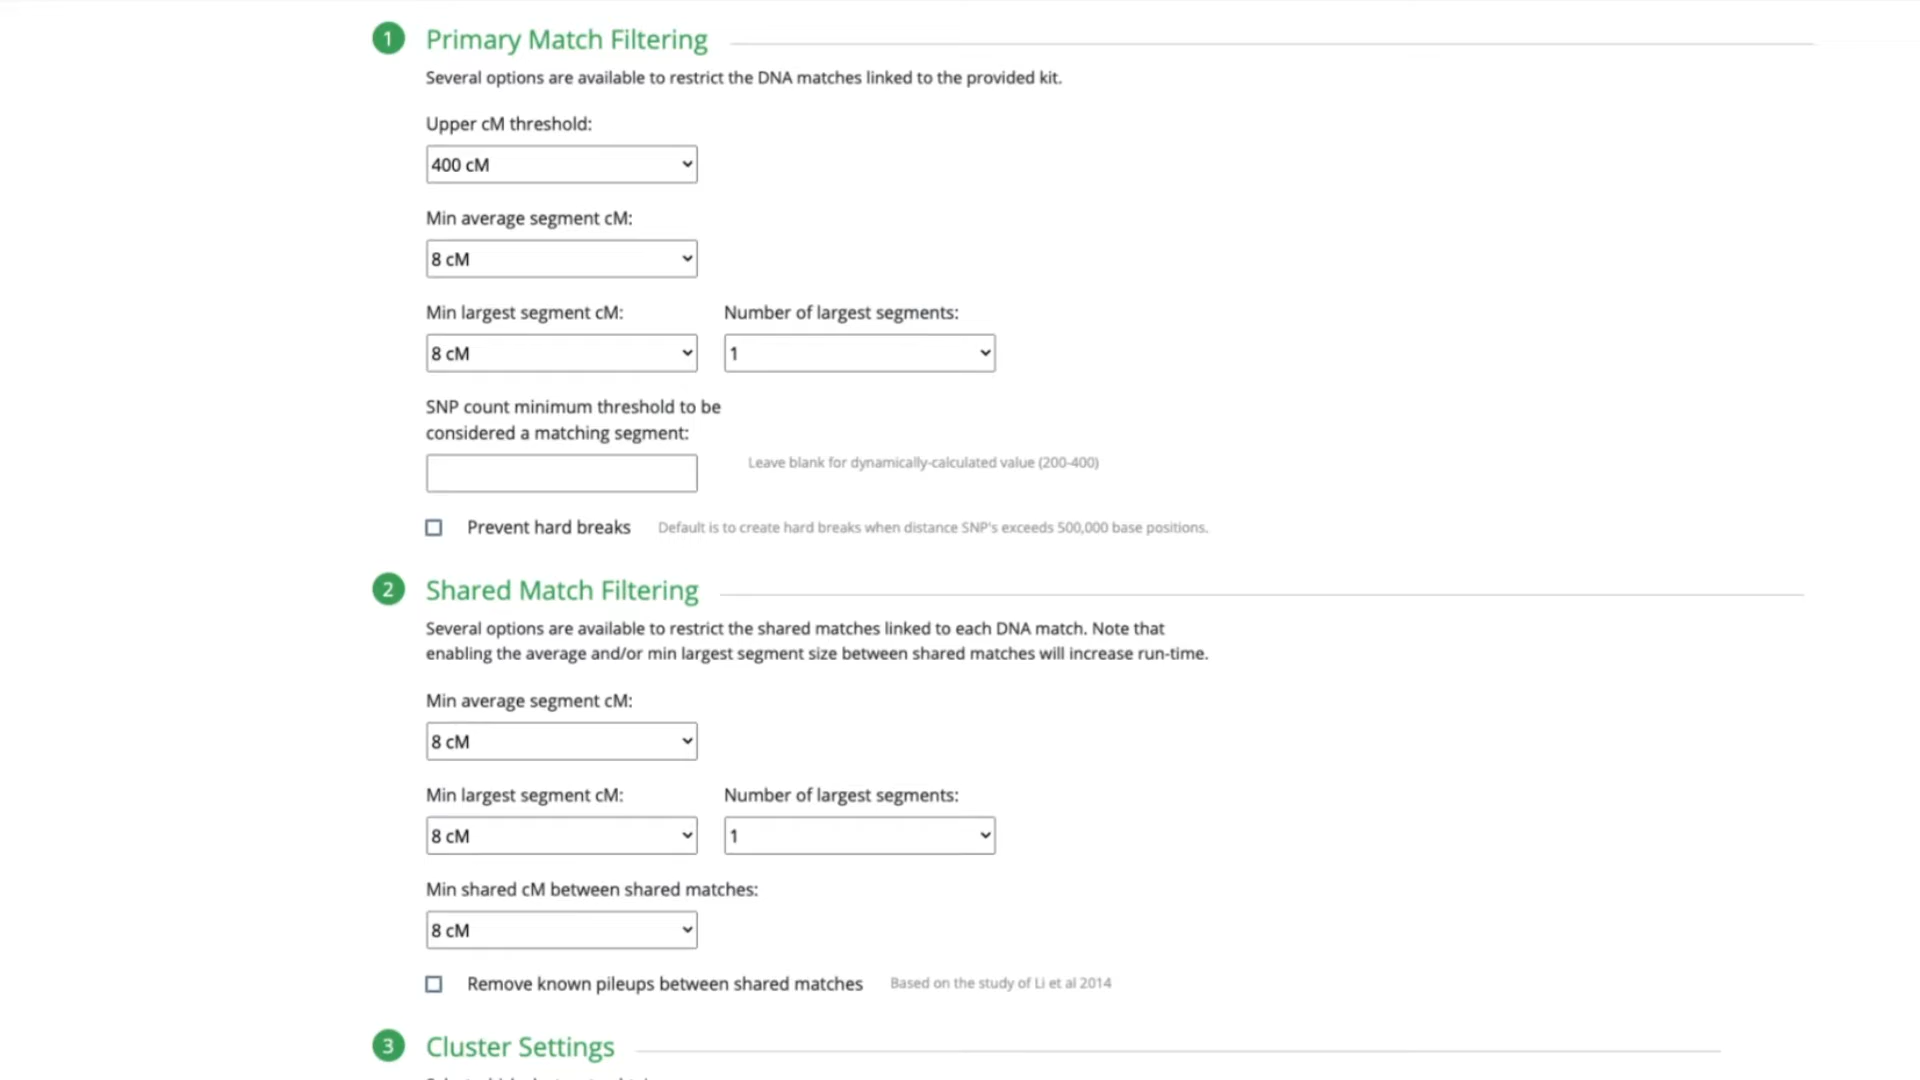 1 Primary Match Filtering
Several options are available to restrict the DNA matches linked to the provided kit.
Upper cM threshold:
400 cM
Min average segment cM:
8 cM
Min largest segment cM: Number of largest segments:
8 cM 1
SNP count minimum threshold to be
considered a matching segment:
Leave blank for dynamically-calculated value (200-400)
Prevent hard breaks Default is to create hard breaks when distance SNP's exceeds 500,000 base positions.
2 Shared Match Filtering
Several options are available to restrict the shared matches linked to each DNA match. Note that
enabling the average and/or min largest segment size between shared matches will increase run-time.
Min average segment cM:
8 cM
Min largest segment cM: Number of largest segments:
8 cM 1
Min shared cM between shared matches:
8 cM
Remove known pileups between shared matches Based on the study of Li et al 2014
3 Cluster Settings